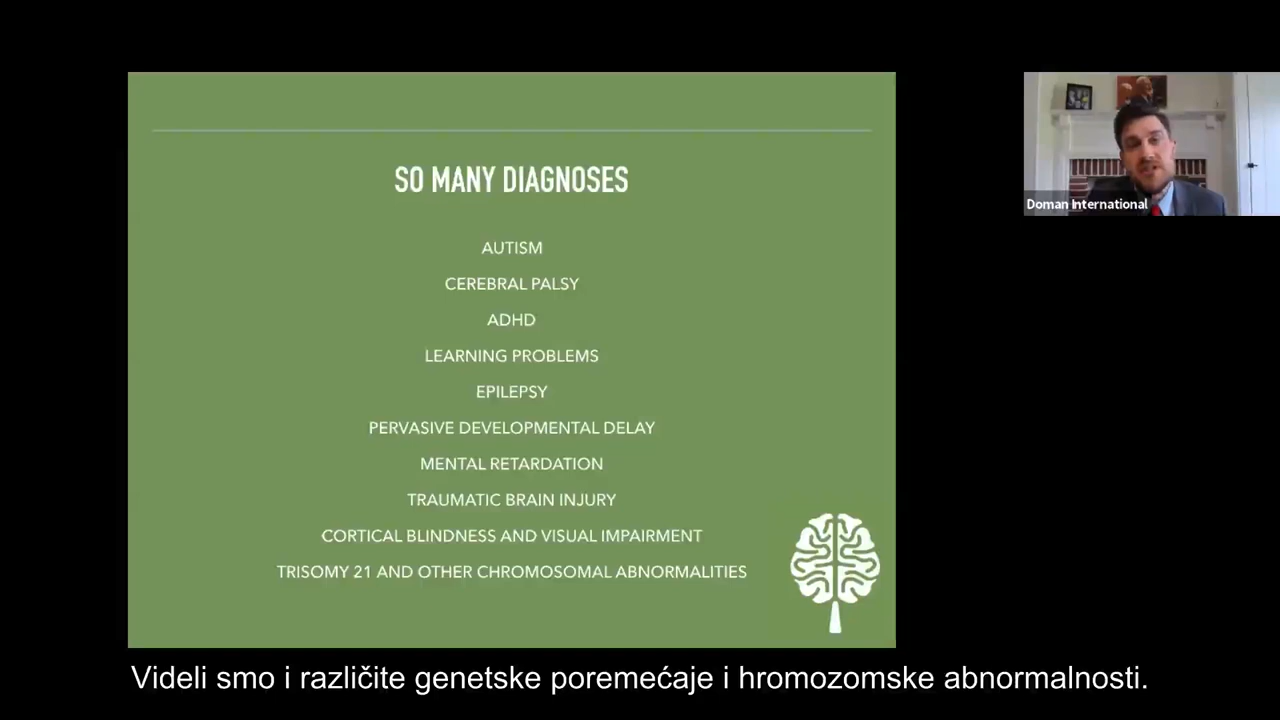 SO MANY DIAGNOSES
AUTISM
CEREBRAL PALSY
ADHD
LEARNING PROBLEMS
EPILEPSY
PERVASIVE DEVELOPMENTAL DELAY
MENTAL RETARDATION
TRAUMATIC BRAIN INJURY
CORTICAL BLINDNESS AND VISUAL IMPAIRMENT
TRISOMY 21 AND OTHER CHROMOSOMAL ABNORMALITIES
Doman International
Videli smo i različite genetske poremećaje i hromozomske abnormalnosti.